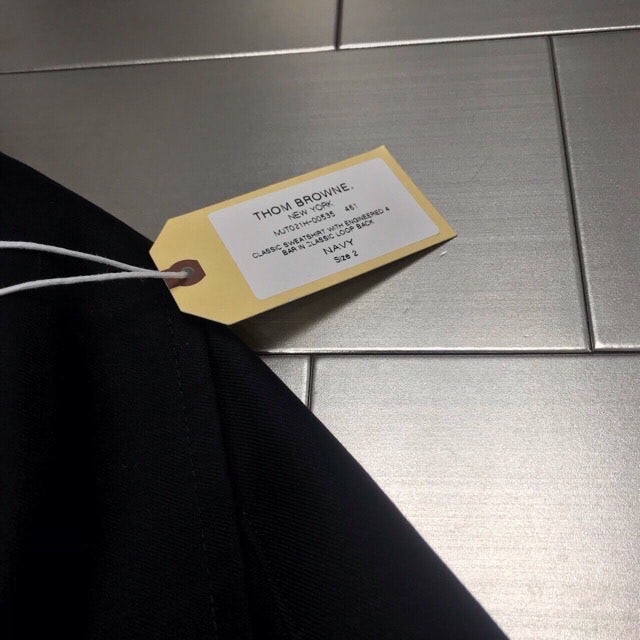 THOM BROWNE.
NEW YORK
MJT021H-00535 461
CLASSIC SWEATSHIRT WITH ENGINEERED 4
BAR IN CLASSIC LOOP BACK
NAVY
Size 2